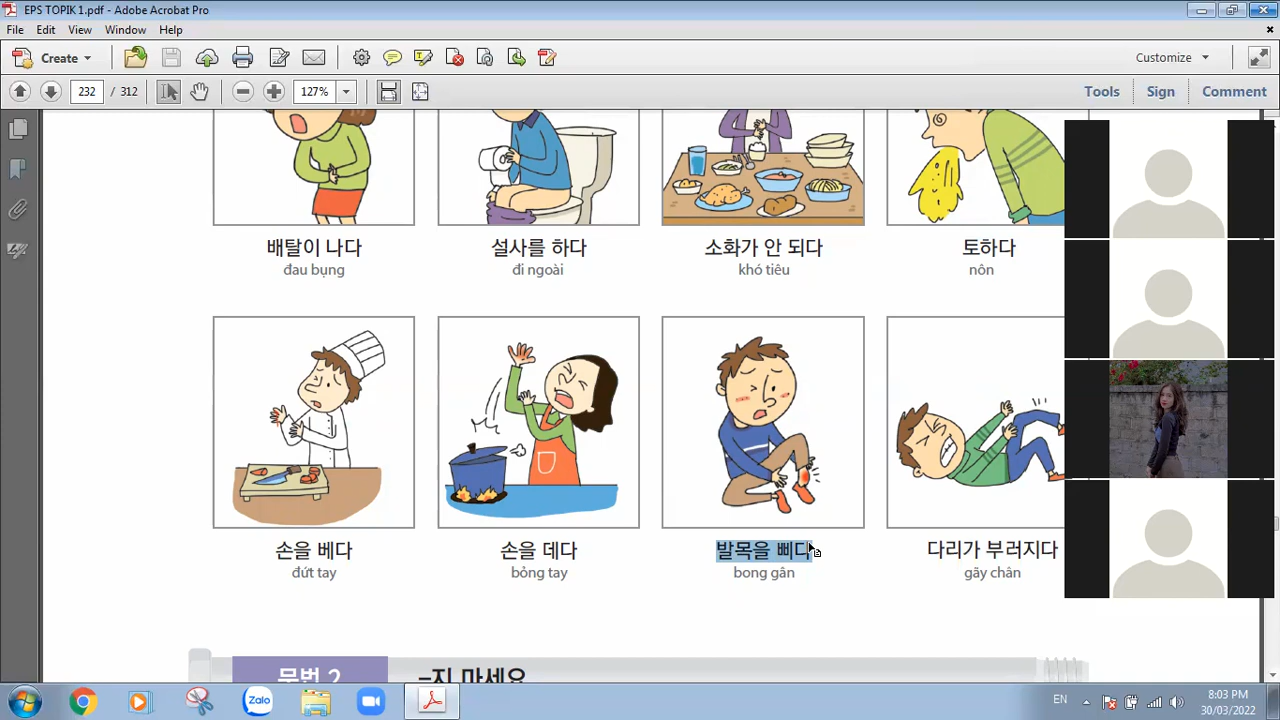 EPS TOPIK 1.pdf - Adobe Acrobat Pro
File Edit View Window Help
Create Customize
232 / 312 127% Tools Sign Comment
배탈이 나다 설사를 하다 소화가 안 되다 토하다
đau bụng đi ngoài khó tiêu nôn
손을 베다 손을 데다 발목을 삐다 다리가 부러지다
đứt tay bỏng tay bong gân gãy chân
문법 2 -지 마세요
Zalo EN 8:03 PM
30/03/2022